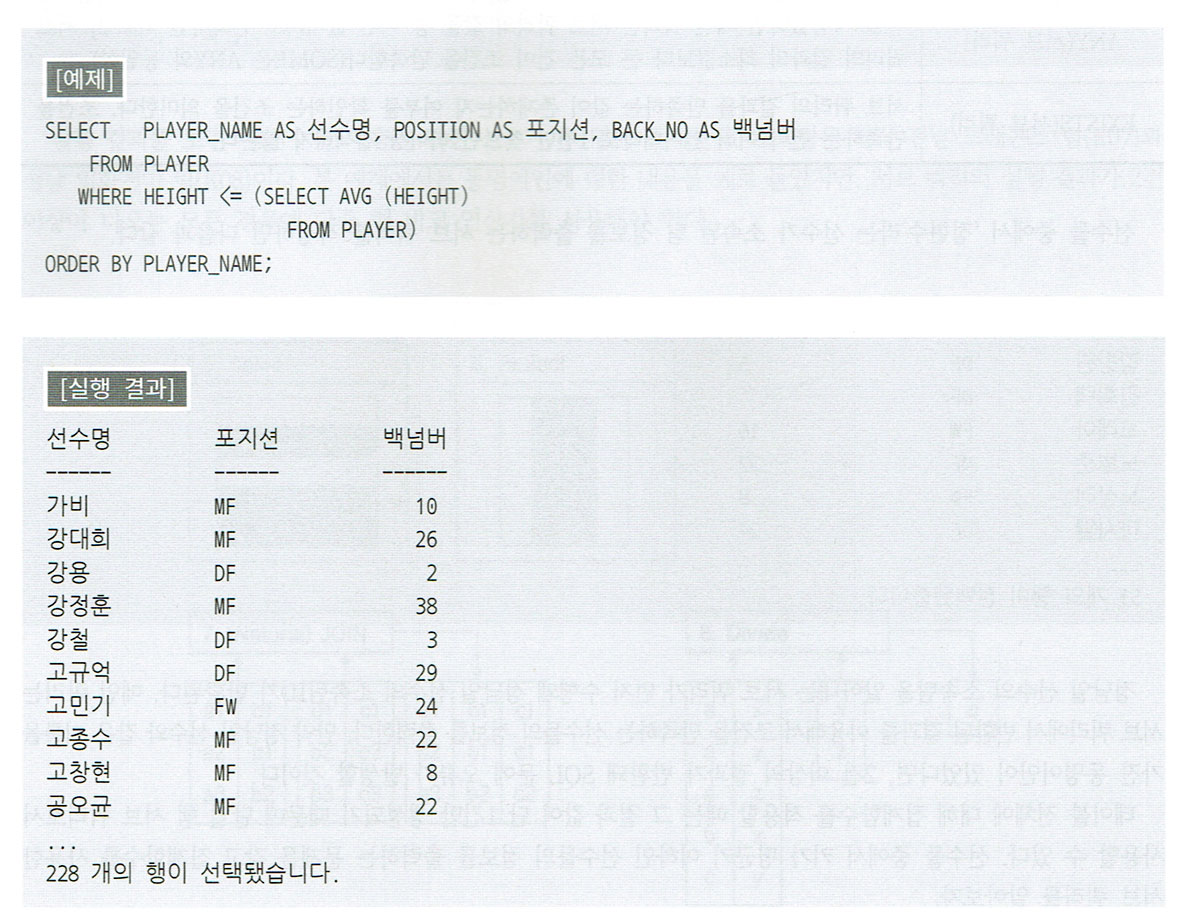 [예제]
SELECT PLAYER_NAME AS 선수명, POSITION AS 포지션, BACK_NO AS 백넘버
FROM PLAYER
WHERE HEIGHT <= (SELECT AVG (HEIGHT)
FROM PLAYER)
ORDER BY PLAYER_NAME;
[실행 결과]
선수명 포지션 백넘버
------ ------ ------
가비 MF 10
강대희 MF 26
강용 DF 2
강정훈 MF 38
강철 DF 3
고규억 DF 29
고민기 FW 24
고종수 MF 22
고창현 MF 8
공오균 MF 22
...
228 개의 행이 선택됐습니다.